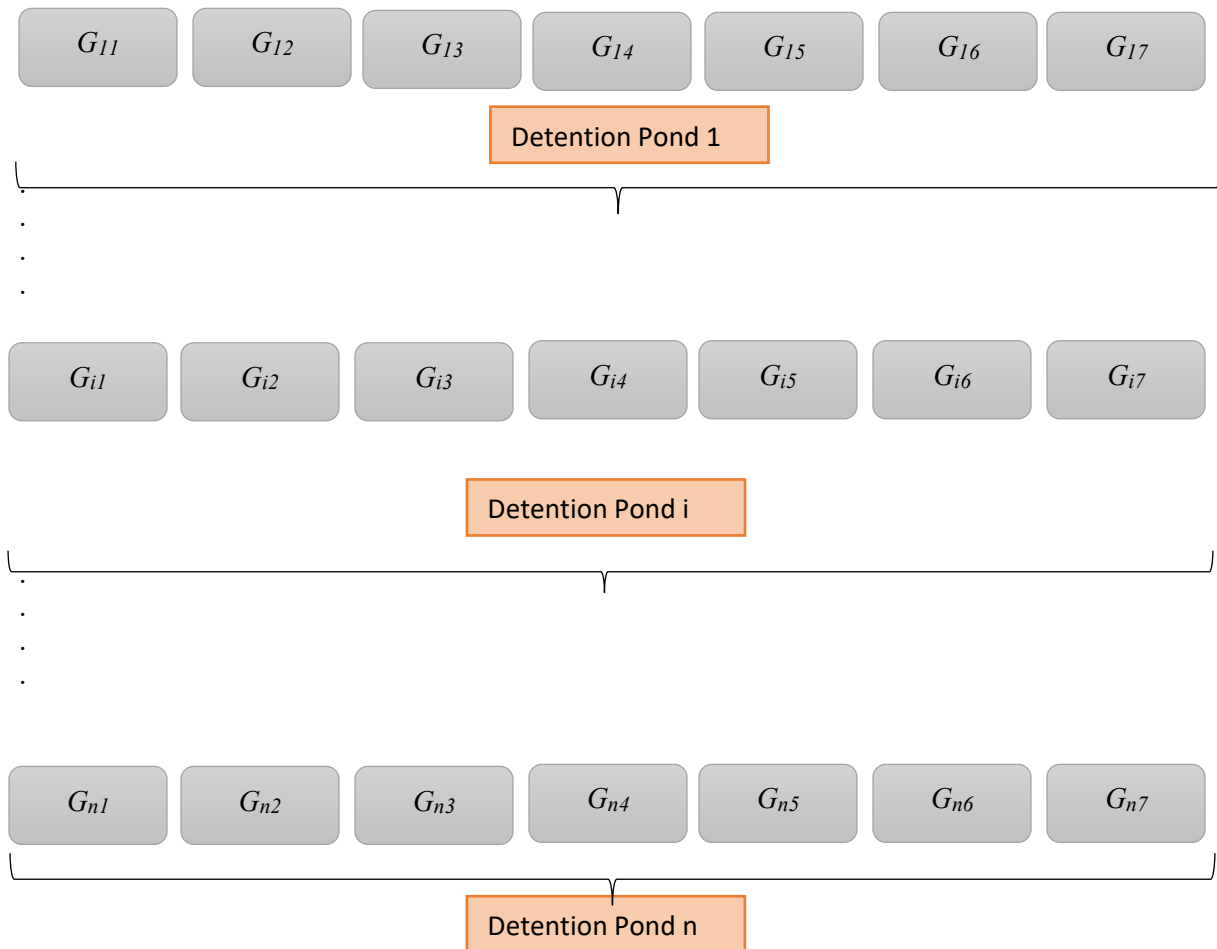 G11 G12 G13 G14 G15 G16 G17
Detention Pond 1
.
.
.
.
Gi1 Gi2 Gi3 Gi4 Gi5 Gi6 Gi7
Detention Pond i
.
.
.
.
Gn1 Gn2 Gn3 Gn4 Gn5 Gn6 Gn7
Detention Pond n